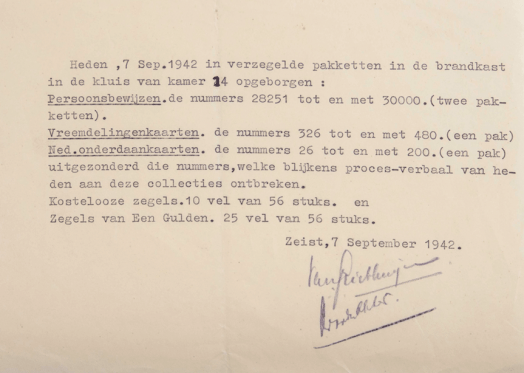 Heden ,7 Sep.1942 in verzegelde pakketten in de brandkast
in de kluis van kamer 14 opgeborgen :
Persoonsbewijzen.de nummers 28251 tot en met 30000.(twee pak-
ketten).
Vreemdelingenkaarten. de nummers 326 tot en met 480.(een pak)
Ned.onderdaankarten. de nummers 26 tot en met 200.(een pak)
uitgezonderd die nummers,welke blijkens proces-verbaal van he-
den aan deze collecties ontbreken.
Kostelooze zegels.10 vel van 56 stuks. en
Zegels van Een Gulden. 25 vel van 56 stuks.
Zeist,7 September 1942.